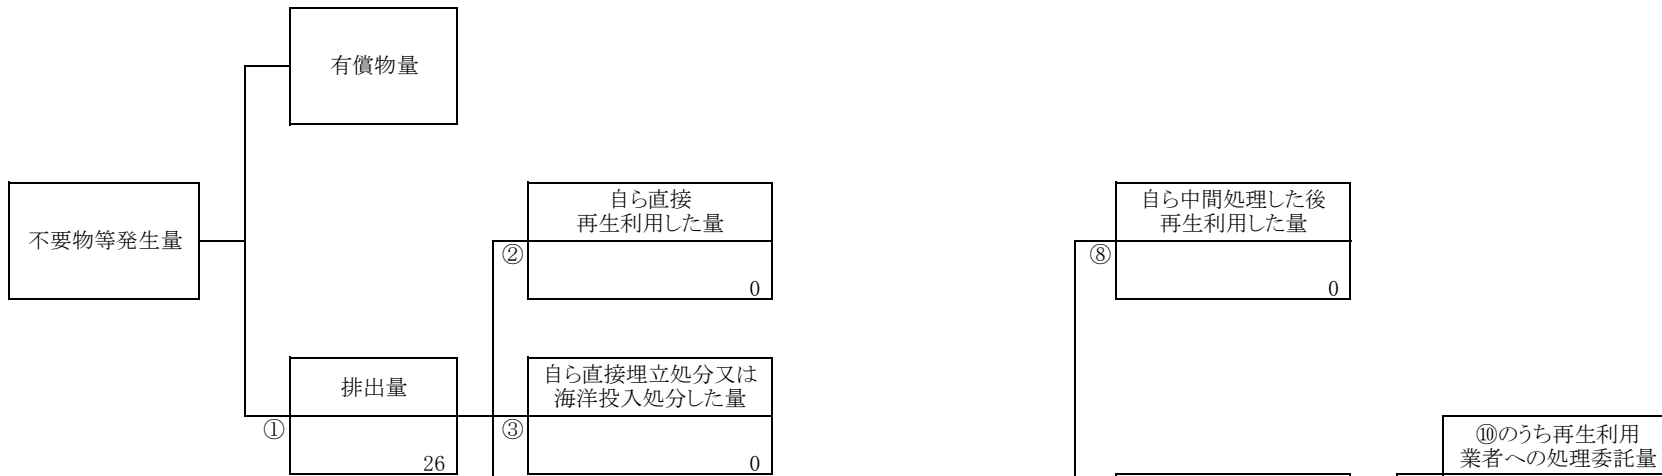 有償物量
不要物等発生量
自ら直接
再生利用した量
②
0
自ら中間処理した後
再生利用した量
⑧
0
排出量
①
26
自ら直接埋立処分又は
海洋投入処分した量
③
0
⑩のうち再生利用
業者への処理委託量